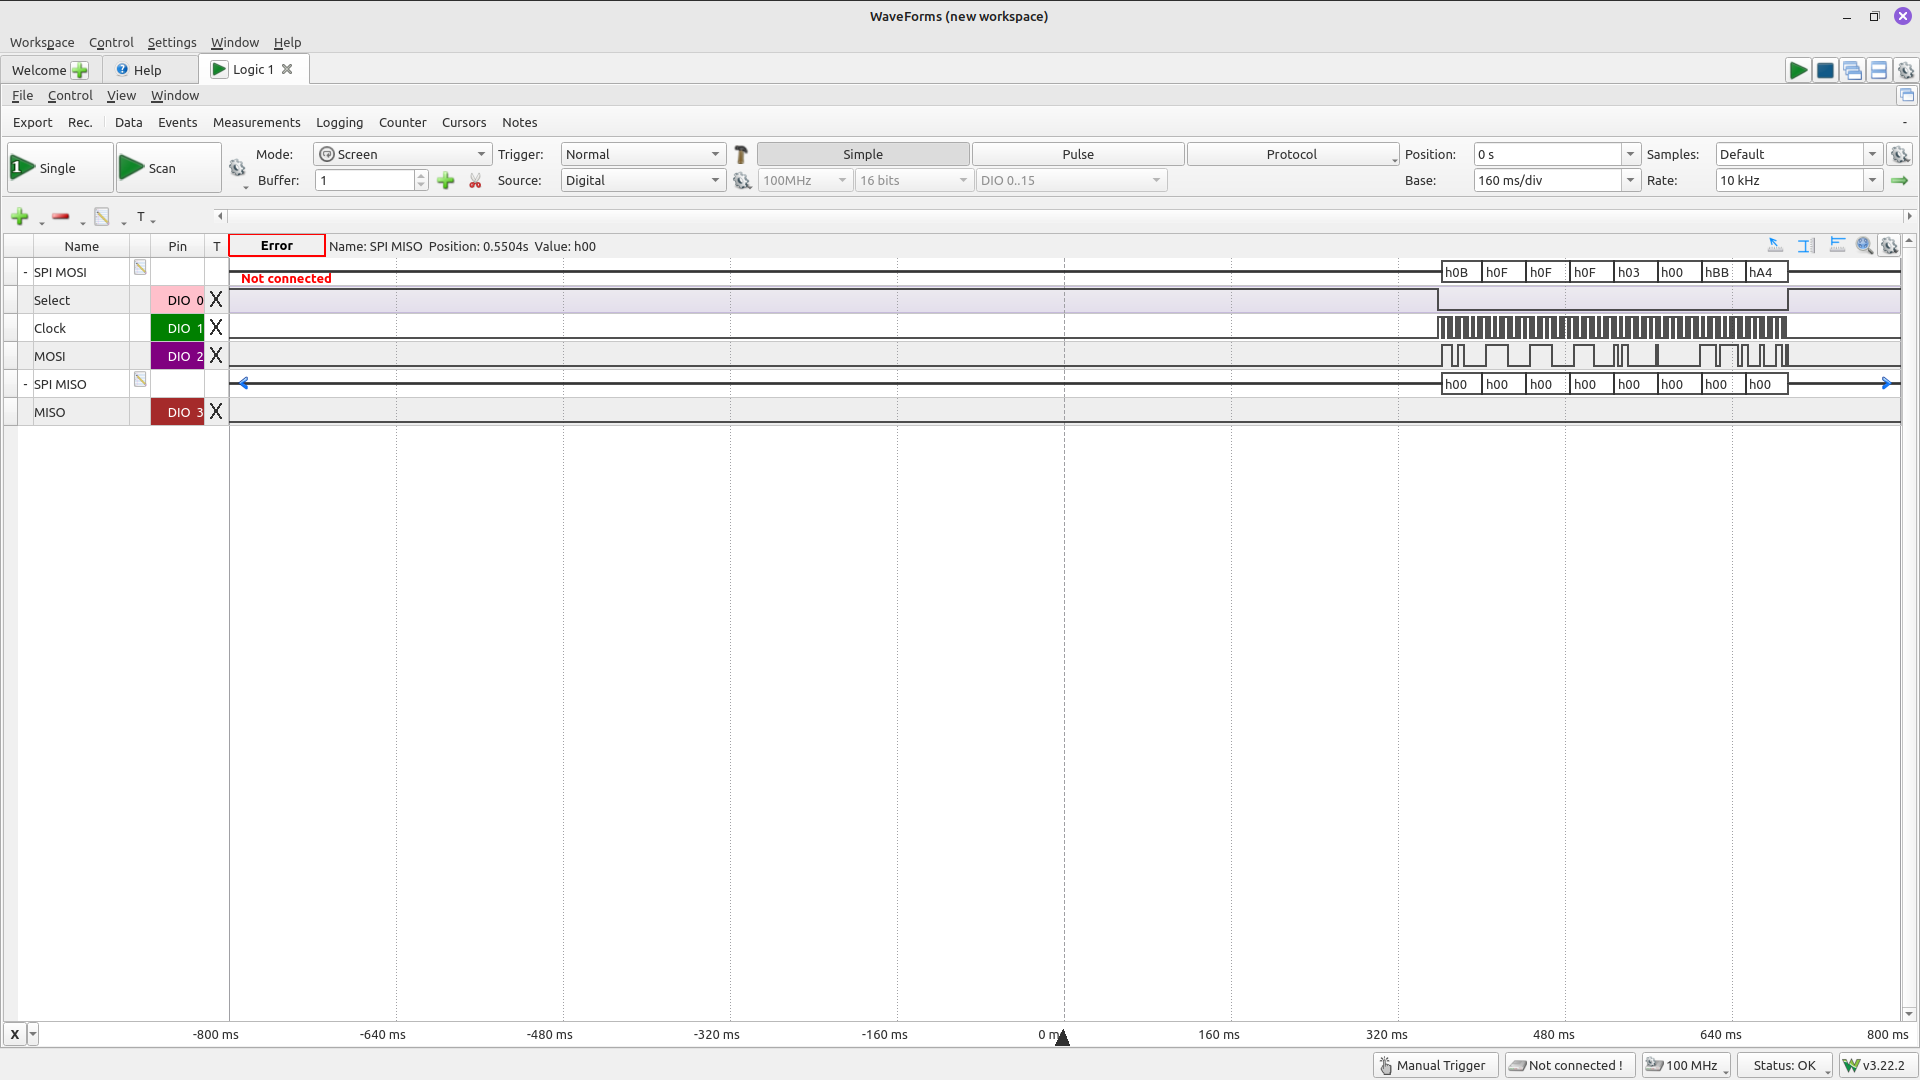 WaveForms (new workspace)
Workspace Control Settings Window Help
Welcome Help Logic 1
File Control View Window
Export Rec. Data Events Measurements Logging Counter Cursors Notes -
1 Single Scan Mode: Screen Trigger: Normal Simple Pulse Protocol Position: 0 s Samples: Default
Buffer: 1 Source: Digital 100MHz 16 bits DIO 0..15 Base: 160 ms/div Rate: 10 kHz
T
Name Pin T Error Name: SPI MISO Position: 0.5504s Value: h00
- SPI MOSI h0B h0F h0F h0F h03 h00 hBB hA4
Not connected
Select DIO 0 X
Clock DIO 1 X
MOSI DIO 2 X
- SPI MISO h00 h00 h00 h00 h00 h00 h00 h00
MISO DIO 3 X
X -800 ms -640 ms -480 ms -320 ms -160 ms 0 m 160 ms 320 ms 480 ms 640 ms 800 ms
Manual Trigger Not connected ! 100 MHz Status: OK v3.22.2